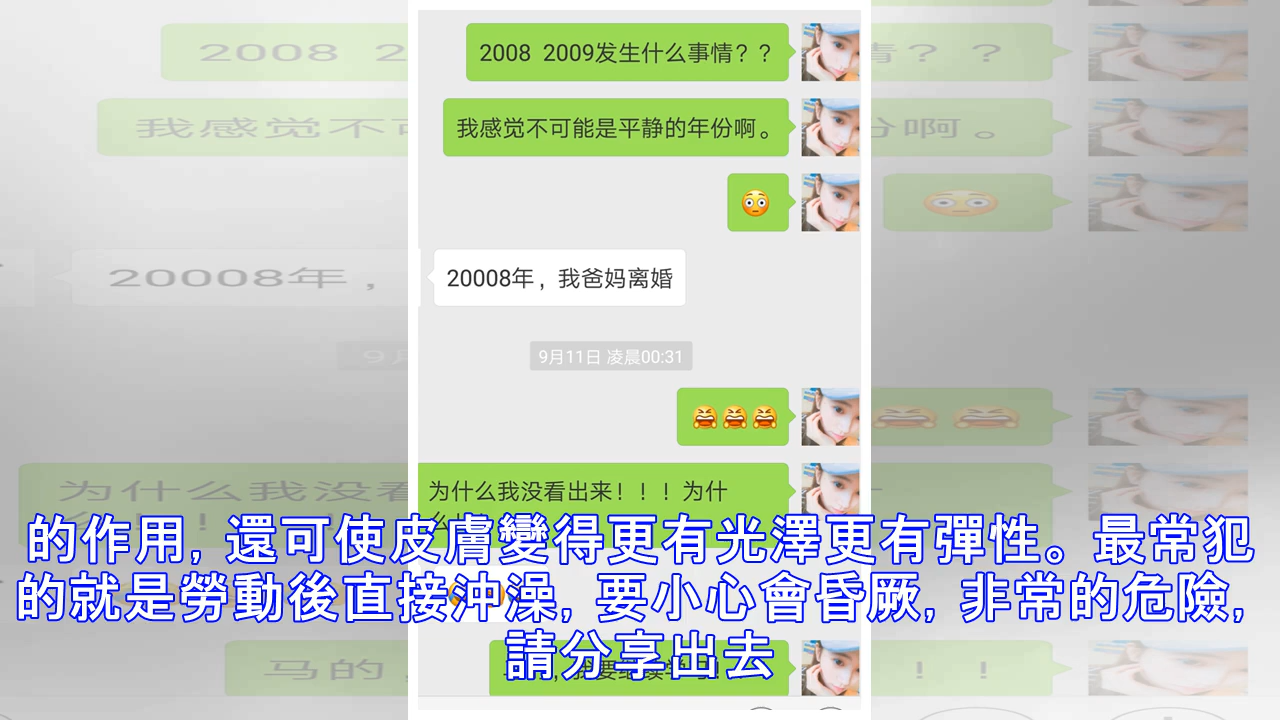 2008 2009发生什么事情？？
我感觉不可能是平静的年份啊。
20008年，我爸妈离婚
9月11日 凌晨00:31
为什么我没看出来！！！为什
的作用, 還可使皮膚變得更有光澤更有彈性。最常犯
的就是勞動後直接沖澡, 要小心會昏厥, 非常的危險,
請分享出去